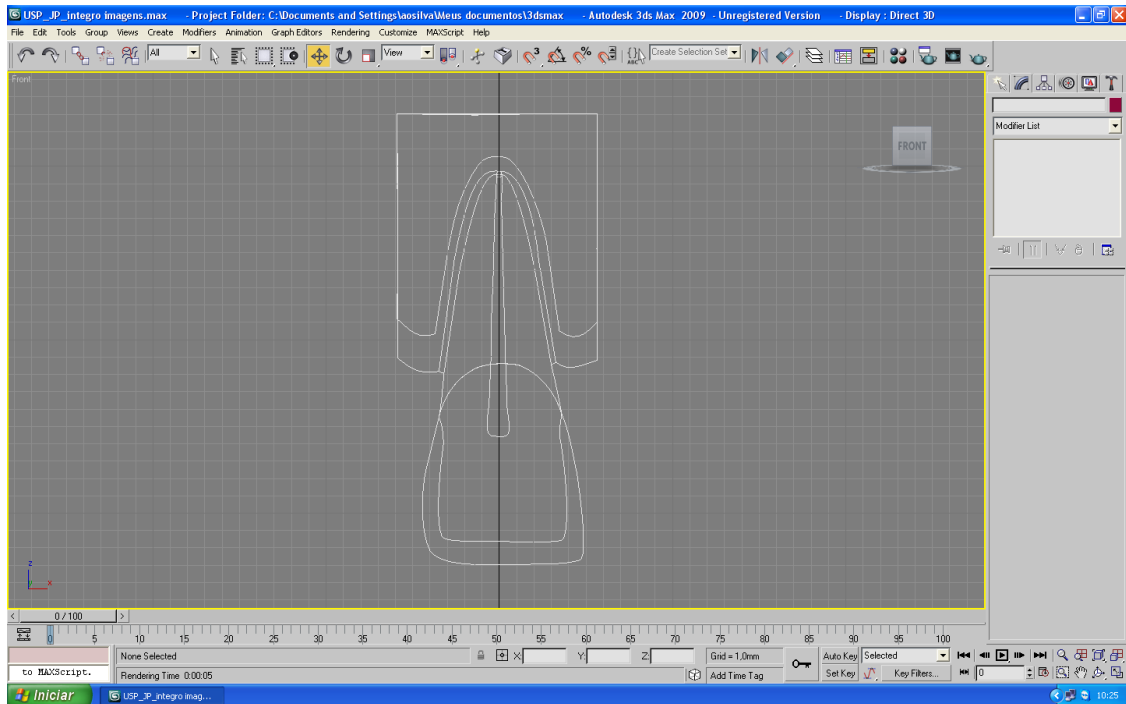 USP_JP_integro imagens.max - Project Folder: C:\Documents and Settings\aosilva\Meus documentos\3dsmax - Autodesk 3ds Max 2009 - Unregistered Version - Display : Direct 3D
File Edit Tools Group Views Create Modifiers Animation Graph Editors Rendering Customize MAXScript Help
All View Create Selection Set
Front
FRONT
Modifier List
z
x
0 / 100
0 5 10 15 20 25 30 35 40 45 50 55 60 65 70 75 80 85 90 95 100
None Selected X: Y: Z: Grid = 1,0mm Auto Key Selected
to MAXScript. Rendering Time 0:00:05 Add Time Tag Set Key Key Filters... 0
Iniciar USP_JP_integro imag... 10:25